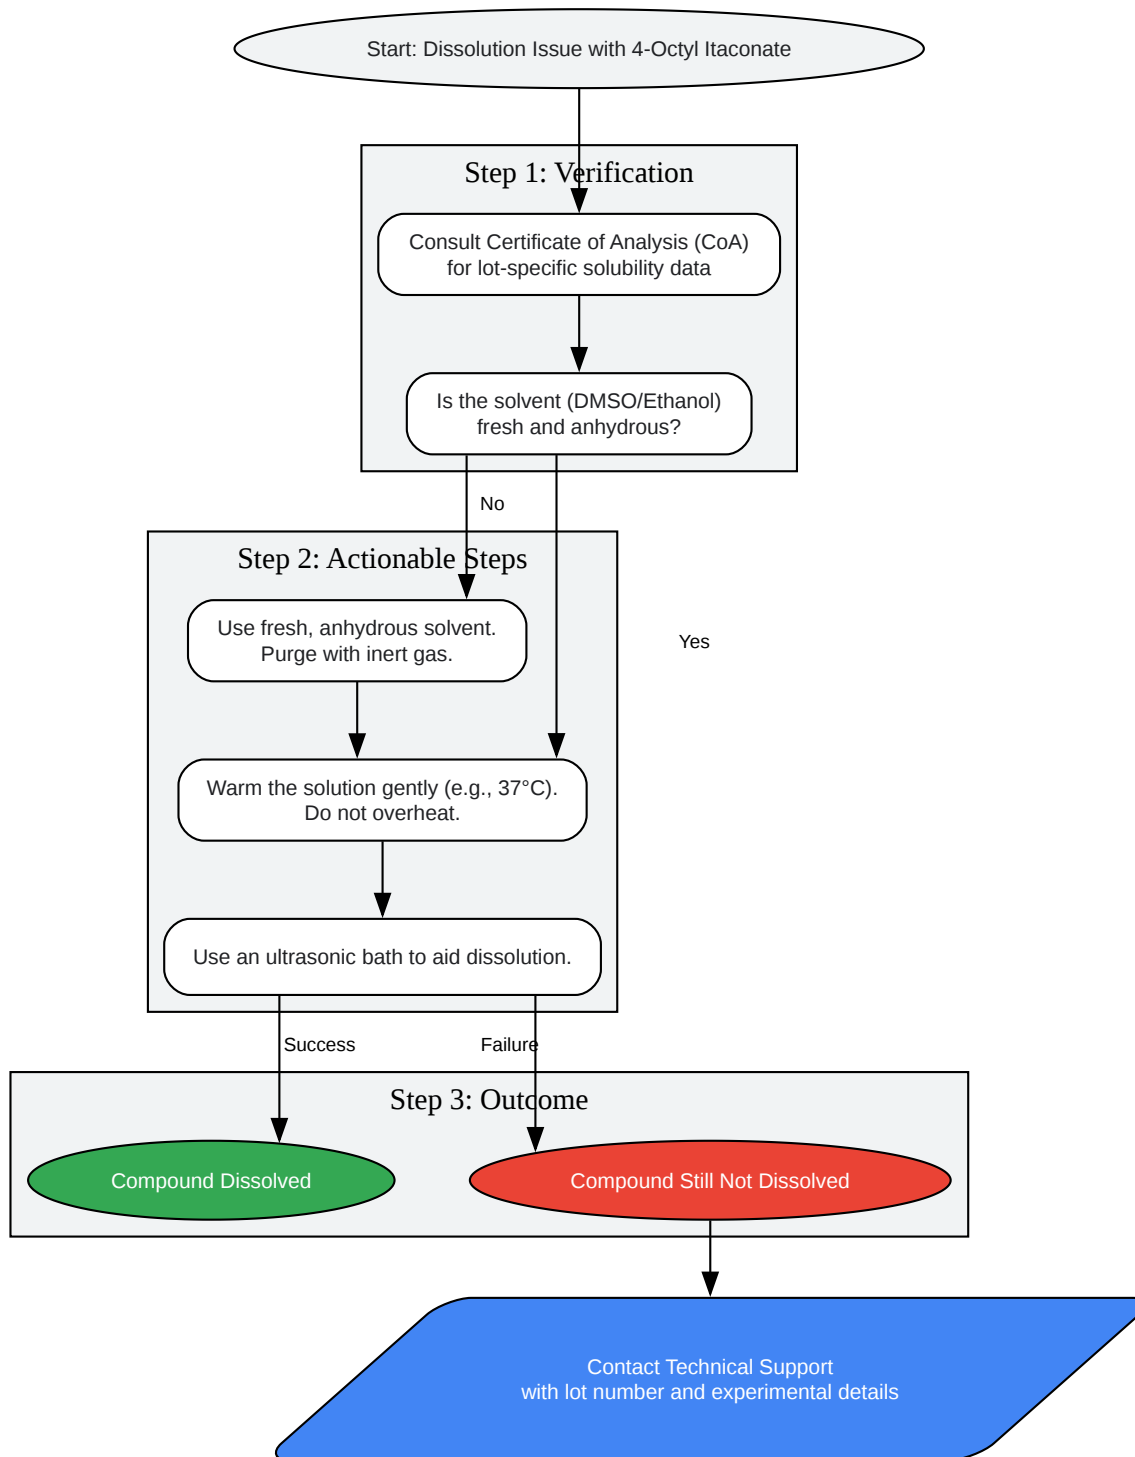 Start: Dissolution Issue with 4-Octyl Itaconate
Step 1: Verification
Consult Certificate of Analysis (CoA)
for lot-specific solubility data
Is the solvent (DMSO/Ethanol)
fresh and anhydrous?
No
Step 2: Actionable Steps
Use fresh, anhydrous solvent.
Purge with inert gas.
Yes
Warm the solution gently (e.g., 37°C).
Do not overheat.
Use an ultrasonic bath to aid dissolution.
Success
Failure
Step 3: Outcome
Compound Dissolved
Compound Still Not Dissolved
Contact Technical Support
with lot number and experimental details